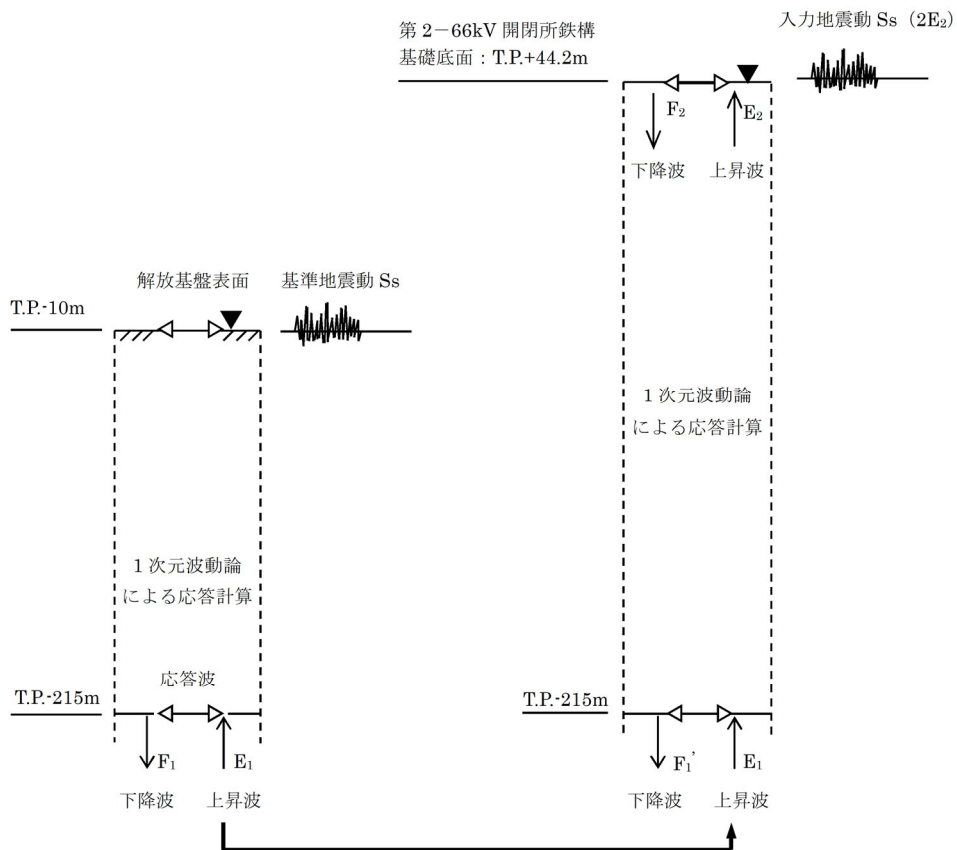 第2-66kV 開閉所鉄構
基礎底面：T.P.+44.2m
入力地震動 Ss（2E₂）
F₂
E₂
下降波
上昇波
1次元波動論
による応答計算
T.P.-215m
F₁'
E₁
下降波
上昇波
解放基盤表面
基準地震動 Ss
T.P.-10m
1次元波動論
による応答計算
応答波
T.P.-215m
F₁
E₁
下降波
上昇波